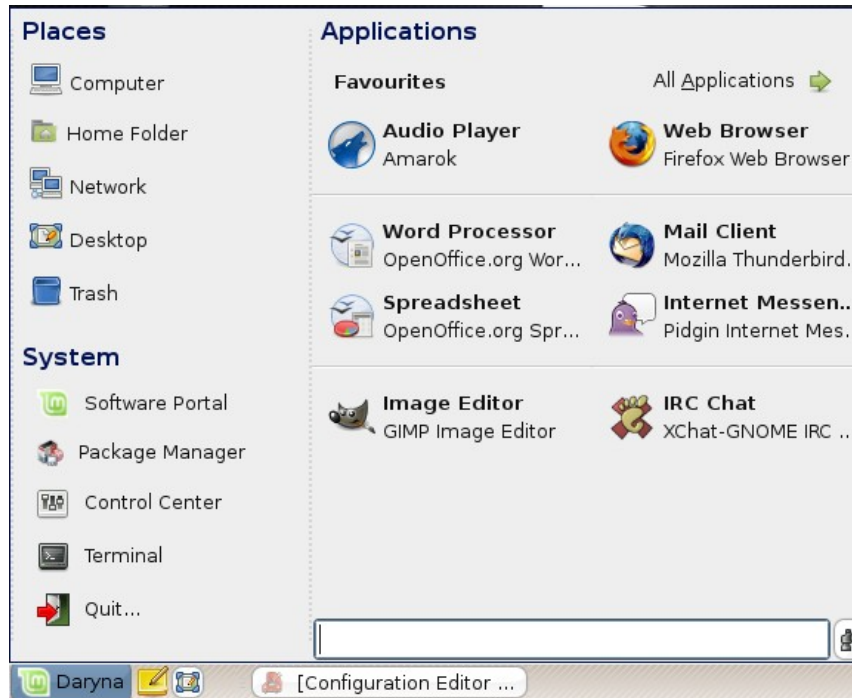 Places
Computer
Home Folder
Network
Desktop
Trash
System
Software Portal
Package Manager
Control Center
Terminal
Quit...
Applications
Favourites
All Applications
Audio Player
Amarok
Web Browser
Firefox Web Browser
Word Processor
OpenOffice.org Wor...
Mail Client
Mozilla Thunderbird.
Spreadsheet
OpenOffice.org Spr...
Internet Messen..
Pidgin Internet Mes.
Image Editor
GIMP Image Editor
IRC Chat
XChat-GNOME IRC ..
Daryna
[Configuration Editor ...